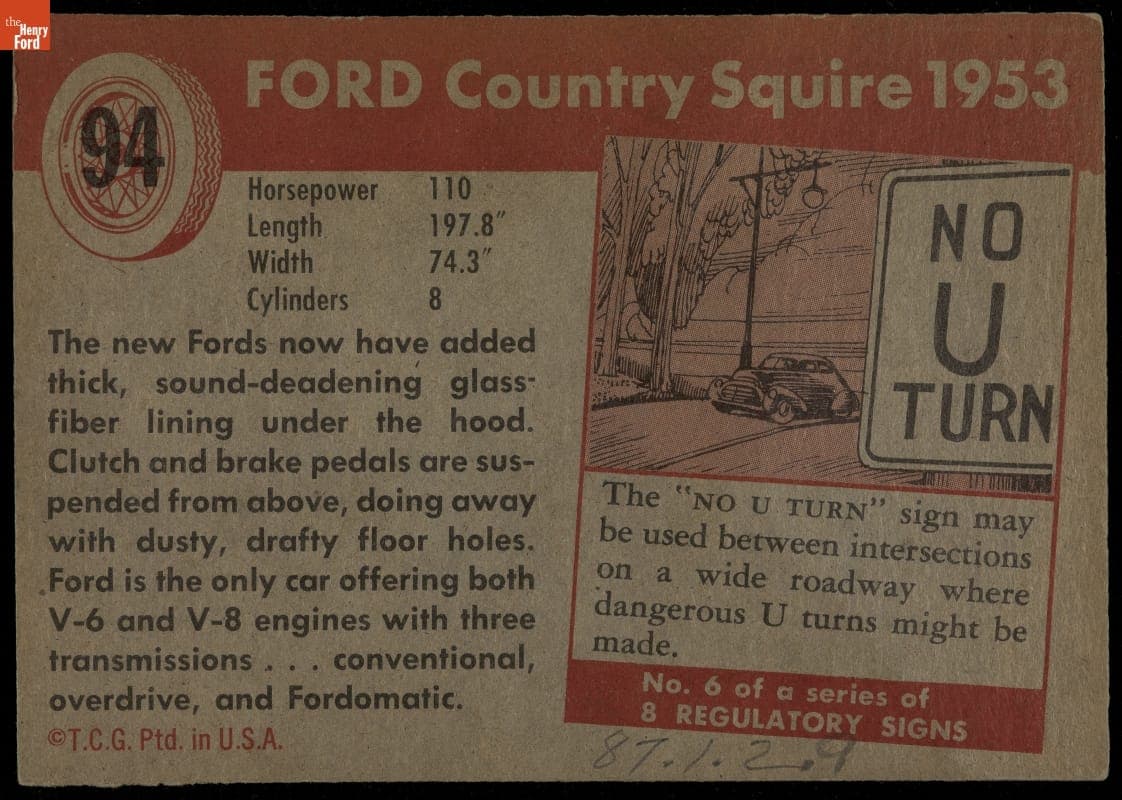 the
Henry
Ford
94
FORD Country Squire 1953
Horsepower 110
Length 197.8"
Width 74.3"
Cylinders 8
The new Fords now have added
thick, sound-deadening glass-
fiber lining under the hood.
Clutch and brake pedals are sus-
pended from above, doing away
with dusty, drafty floor holes.
Ford is the only car offering both
V-6 and V-8 engines with three
transmissions . . . conventional,
overdrive, and Fordomatic.
©T.C.G. Ptd. in U.S.A.
NO
U
TURN
The "NO U TURN" sign may
be used between intersections
on a wide roadway where
dangerous U turns might be
made.
No. 6 of a series of
8 REGULATORY SIGNS
87.1.2.4